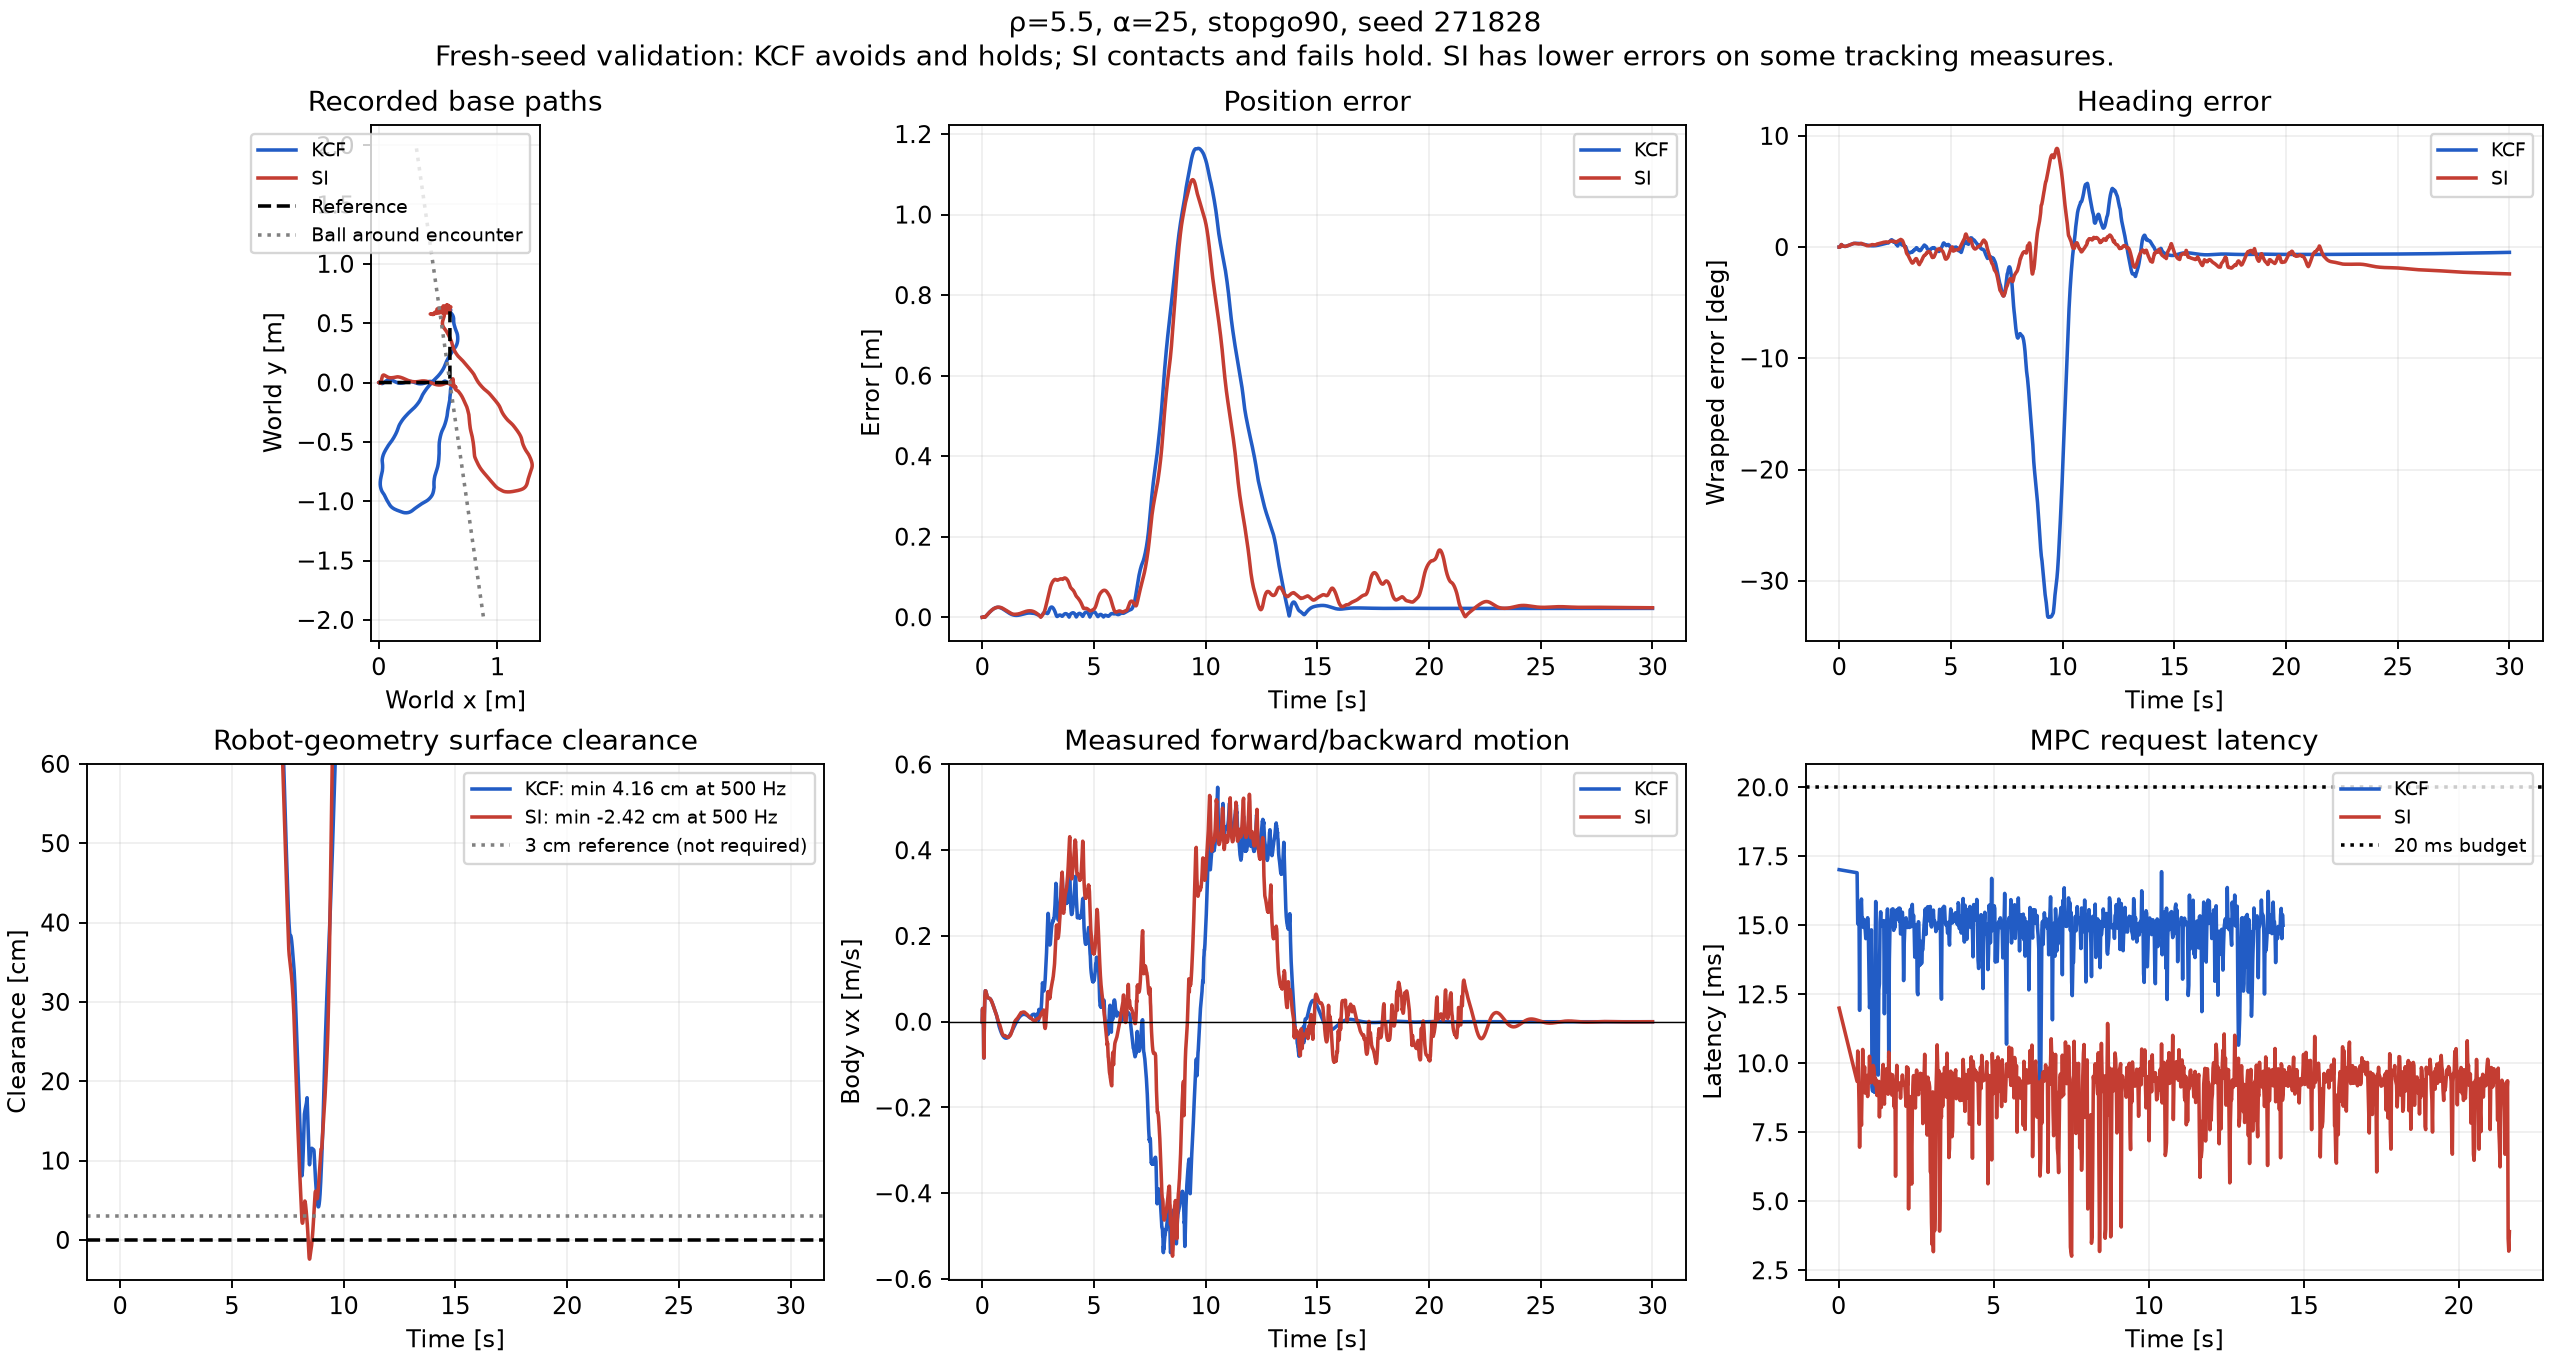 ρ=5.5, α=25, stopgo90, seed 271828
Fresh-seed validation: KCF avoids and holds; SI contacts and fails hold. SI has lower errors on some tracking measures.
Recorded base paths
KCF
SI
Reference
Ball around encounter
2.0
1.5
1.0
0.5
0.0
−0.5
−1.0
−1.5
−2.0
World y [m]
0 1
World x [m]
Position error
KCF
SI
1.2
1.0
0.8
0.6
0.4
0.2
0.0
Error [m]
0 5 10 15 20 25 30
Time [s]
Heading error
KCF
SI
10
0
−10
−20
−30
Wrapped error [deg]
0 5 10 15 20 25 30
Time [s]
Robot-geometry surface clearance
KCF: min 4.16 cm at 500 Hz
SI: min -2.42 cm at 500 Hz
3 cm reference (not required)
60
50
40
30
20
10
0
Clearance [cm]
0 5 10 15 20 25 30
Time [s]
Measured forward/backward motion
KCF
SI
0.6
0.4
0.2
0.0
−0.2
−0.4
−0.6
Body vx [m/s]
0 5 10 15 20 25 30
Time [s]
MPC request latency
KCF
SI
20 ms budget
20.0
17.5
15.0
12.5
10.0
7.5
5.0
2.5
Latency [ms]
0 5 10 15 20
Time [s]